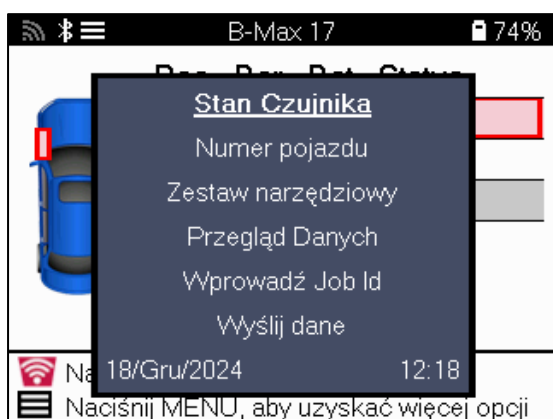 B-Max 17 74%
Stan Czujnika
Numer pojazdu
Zestaw narzędziowy
Przegląd Danych
Wprowadź Job Id
Wyślij dane
18/Gru/2024 12:18
Naciśnij MENU, aby uzyskać więcej opcji